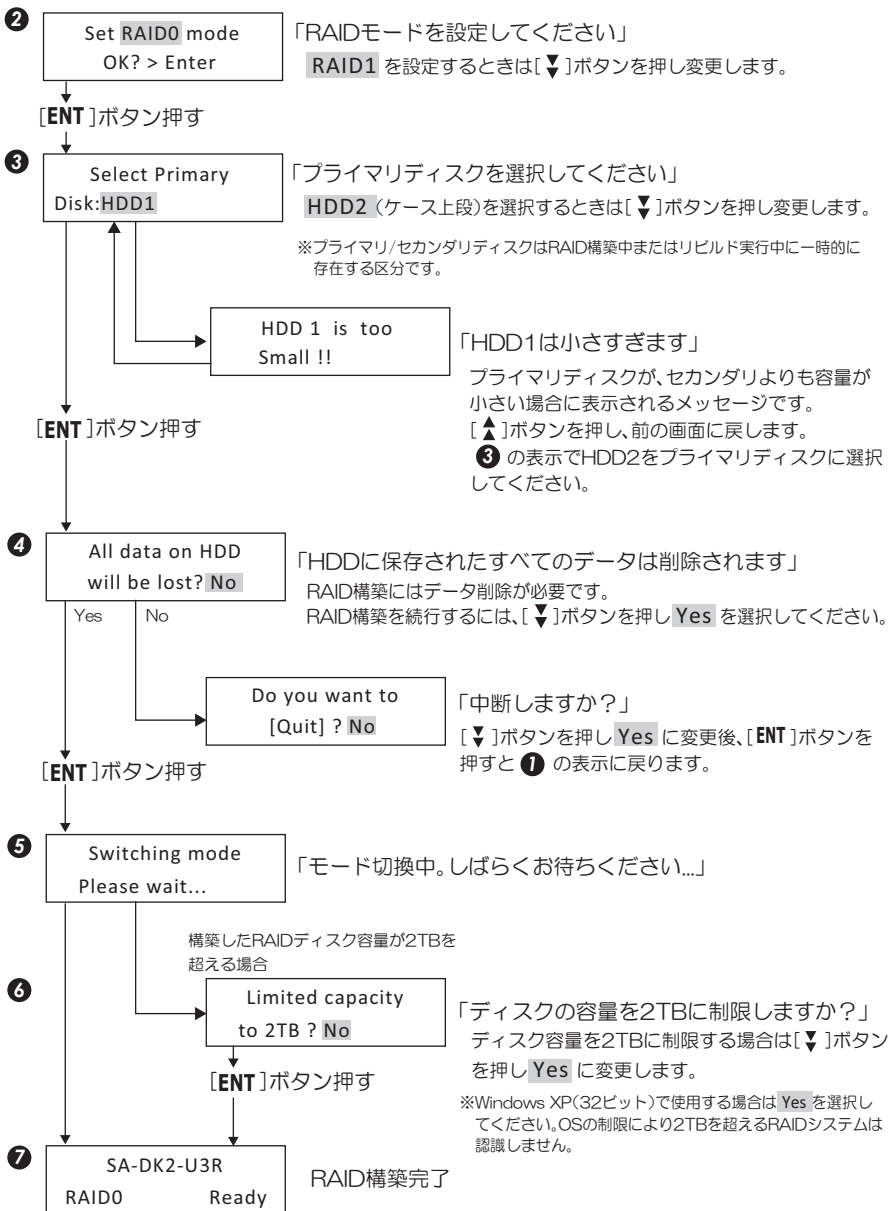 ❷
Set RAID0 mode
OK? > Enter
「RAIDモードを設定してください」
RAID1 を設定するときは[▼]ボタンを押し変更します。
[ENT]ボタン押す
❸
Select Primary
Disk:HDD1
「プライマリディスクを選択してください」
HDD2(ケース上段)を選択するときは[▼]ボタンを押し変更します。
※プライマリ/セカンダリディスクはRAID構築中またはリビルド実行中に一時的に
存在する区分です。
HDD 1 is too
Small !!
「HDD1は小さすぎます」
プライマリディスクが、セカンダリよりも容量が
小さい場合に表示されるメッセージです。
[▲]ボタンを押し、前の画面に戻します。
❸ の表示でHDD2をプライマリディスクに選択
してください。
[ENT]ボタン押す
❹
All data on HDD
will be lost? No
「HDDに保存されたすべてのデータは削除されます」
RAID構築にはデータ削除が必要です。
RAID構築を続行するには、[▼]ボタンを押し Yes を選択してください。
Yes No
Do you want to
[Quit] ? No
「中断しますか?」
[▼]ボタンを押し Yes に変更後、[ENT]ボタンを
押すと ❶ の表示に戻ります。
[ENT]ボタン押す
❺
Switching mode
Please wait...
「モード切換中。しばらくお待ちください...」
構築したRAIDディスク容量が2TBを
超える場合
❻
Limited capacity
to 2TB ? No
「ディスクの容量を2TBに制限しますか?」
ディスク容量を2TBに制限する場合は[▼]ボタン
を押し Yes に変更します。
[ENT]ボタン押す
※Windows XP(32ビット)で使用する場合は Yes を選択し
てください。OSの制限により2TBを超えるRAIDシステムは
認識しません。
❼
SA-DK2-U3R
RAID0 Ready
RAID構築完了